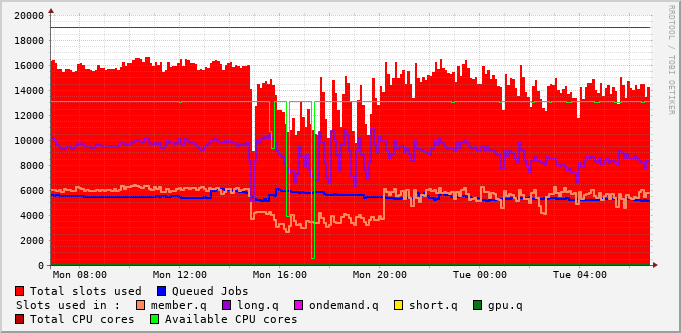 20000
18000
16000
14000
12000
10000
8000
6000
4000
2000
0
Mon 08:00 Mon 12:00 Mon 16:00 Mon 20:00 Tue 00:00 Tue 04:00
Total slots used Queued Jobs
Slots used in : member.q long.q ondemand.q short.q gpu.q
Total CPU cores Available CPU cores
RRDTOOL / TOBI OETIKER